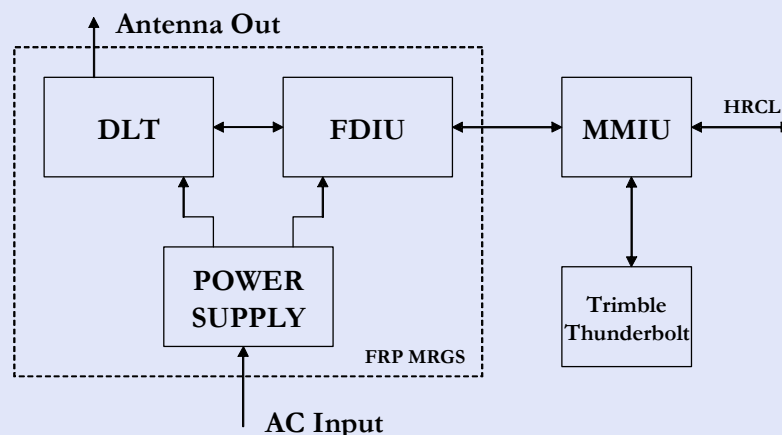 Antenna Out
DLT
FDIU
MMIU
HRCL
POWER
SUPPLY
Trimble
Thunderbolt
FRP MRGS
AC Input